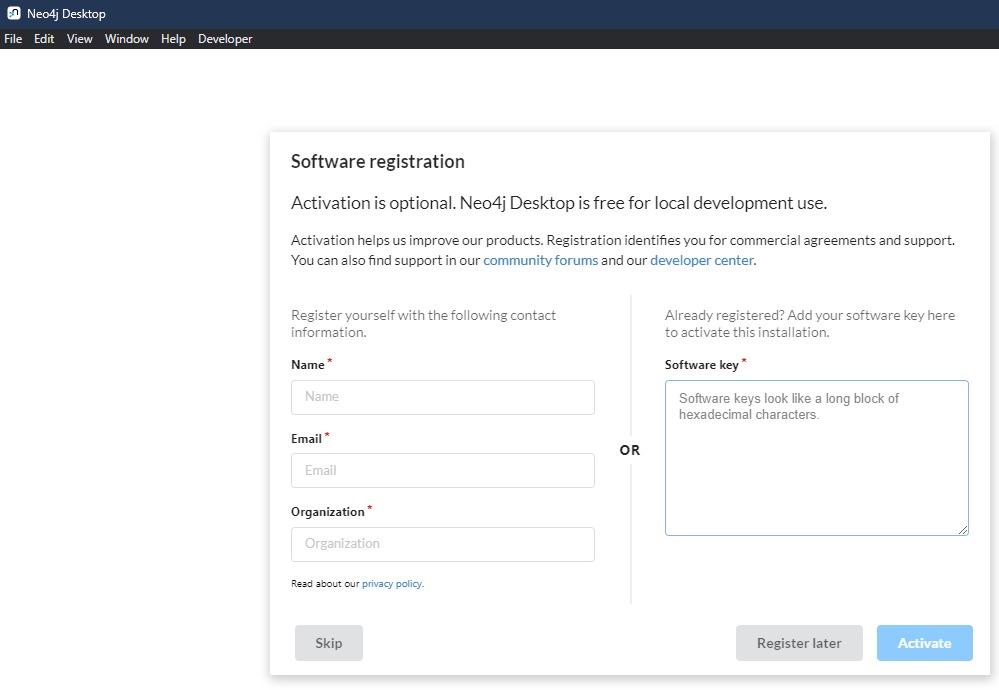 Neo4j Desktop
File Edit View Window Help Developer
Software registration
Activation is optional. Neo4j Desktop is free for local development use.
Activation helps us improve our products. Registration identifies you for commercial agreements and support.
You can also find support in our community forums and our developer center.
Register yourself with the following contact
information.
Name*
Name
Email*
Email
Organization*
Organization
Read about our privacy policy.
OR
Already registered? Add your software key here
to activate this installation.
Software key*
Software keys look like a long block of
hexadecimal characters.
Skip
Register later
Activate